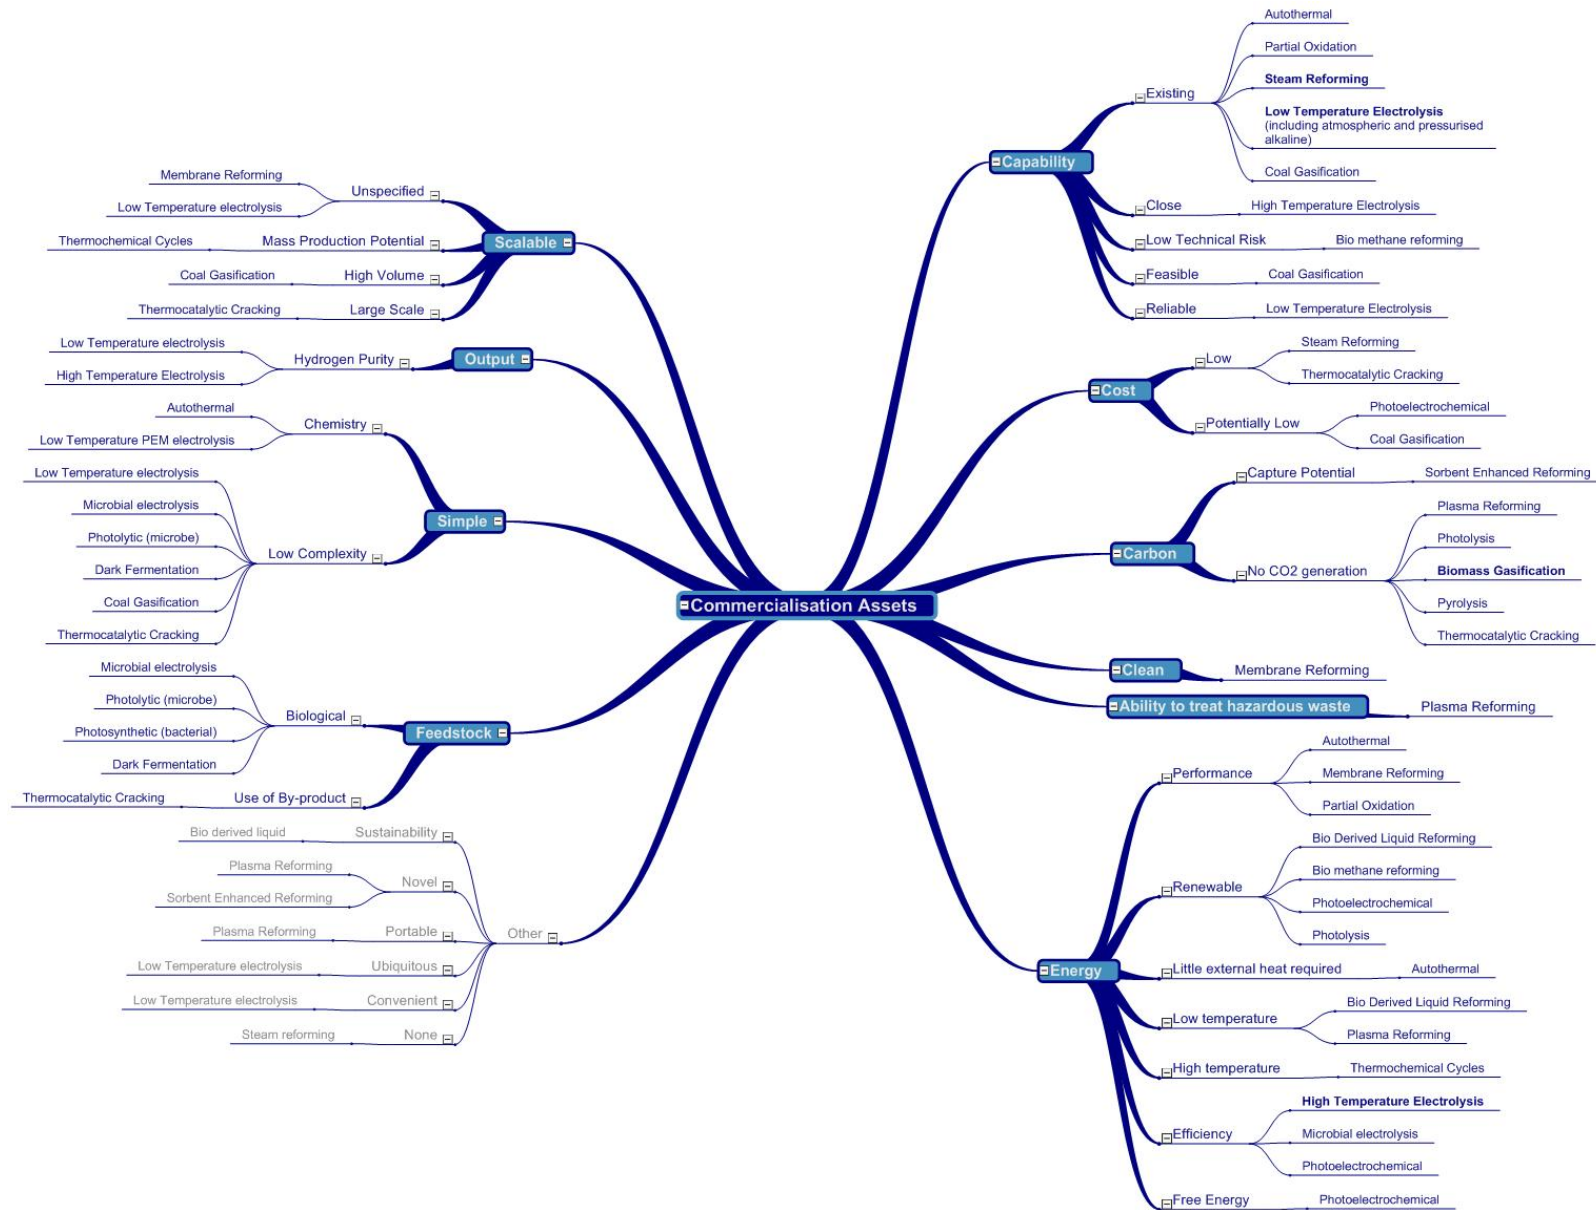 Commercialisation Assets
Capability
Existing
Autothermal
Partial Oxidation
Steam Reforming
Low Temperature Electrolysis
(including atmospheric and pressurised
alkaline)
Coal Gasification
Close
High Temperature Electrolysis
Low Technical Risk
Bio methane reforming
Feasible
Coal Gasification
Reliable
Low Temperature Electrolysis
Cost
Low
Steam Reforming
Thermocatalytic Cracking
Potentially Low
Photoelectrochemical
Coal Gasification
Carbon
Capture Potential
Sorbent Enhanced Reforming
No CO2 generation
Plasma Reforming
Photolysis
Biomass Gasification
Pyrolysis
Thermocatalytic Cracking
Clean
Membrane Reforming
Ability to treat hazardous waste
Plasma Reforming
Energy
Performance
Autothermal
Membrane Reforming
Partial Oxidation
Renewable
Bio Derived Liquid Reforming
Bio methane reforming
Photoelectrochemical
Photolysis
Little external heat required
Autothermal
Low temperature
Bio Derived Liquid Reforming
Plasma Reforming
High temperature
Thermochemical Cycles
Efficiency
High Temperature Electrolysis
Microbial electrolysis
Photoelectrochemical
Free Energy
Photoelectrochemical
Scalable
Unspecified
Membrane Reforming
Low Temperature electrolysis
Mass Production Potential
Thermochemical Cycles
High Volume
Coal Gasification
Large Scale
Thermocatalytic Cracking
Output
Hydrogen Purity
Low Temperature electrolysis
High Temperature Electrolysis
Simple
Chemistry
Autothermal
Low Temperature PEM electrolysis
Low Complexity
Low Temperature electrolysis
Microbial electrolysis
Photolytic (microbe)
Dark Fermentation
Coal Gasification
Thermocatalytic Cracking
Feedstock
Biological
Microbial electrolysis
Photolytic (microbe)
Photosynthetic (bacterial)
Dark Fermentation
Use of By-product
Thermocatalytic Cracking
Other
Sustainability
Bio derived liquid
Novel
Plasma Reforming
Sorbent Enhanced Reforming
Portable
Plasma Reforming
Ubiquitous
Low Temperature electrolysis
Convenient
Low Temperature electrolysis
None
Steam reforming